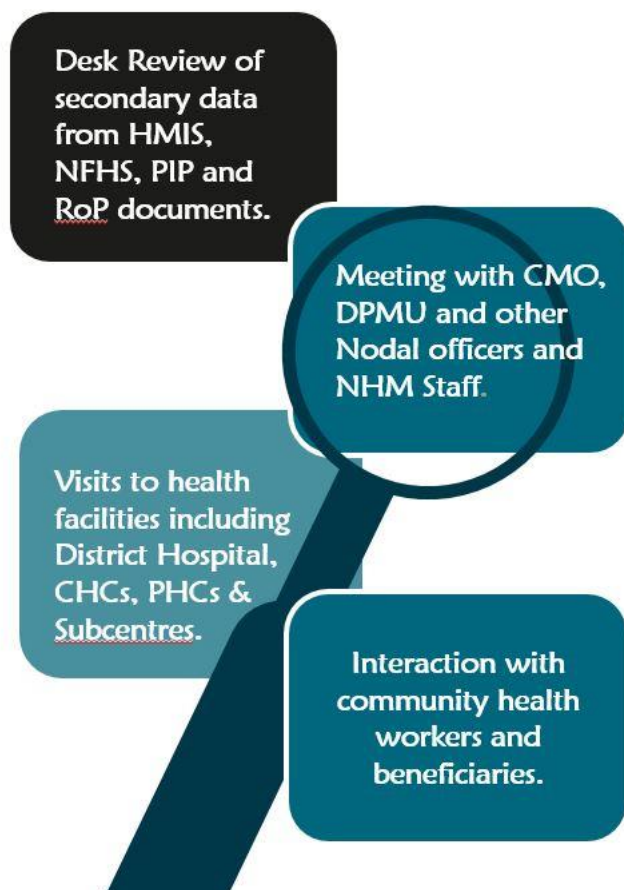 Desk Review of
secondary data
from HMIS,
NFHS, PIP and
RoP documents.
Meeting with CMO,
DPMU and other
Nodal officers and
NHM Staff.
Visits to health
facilities including
District Hospital,
CHCs, PHCs &
Subcentres.
Interaction with
community health
workers and
beneficiaries.